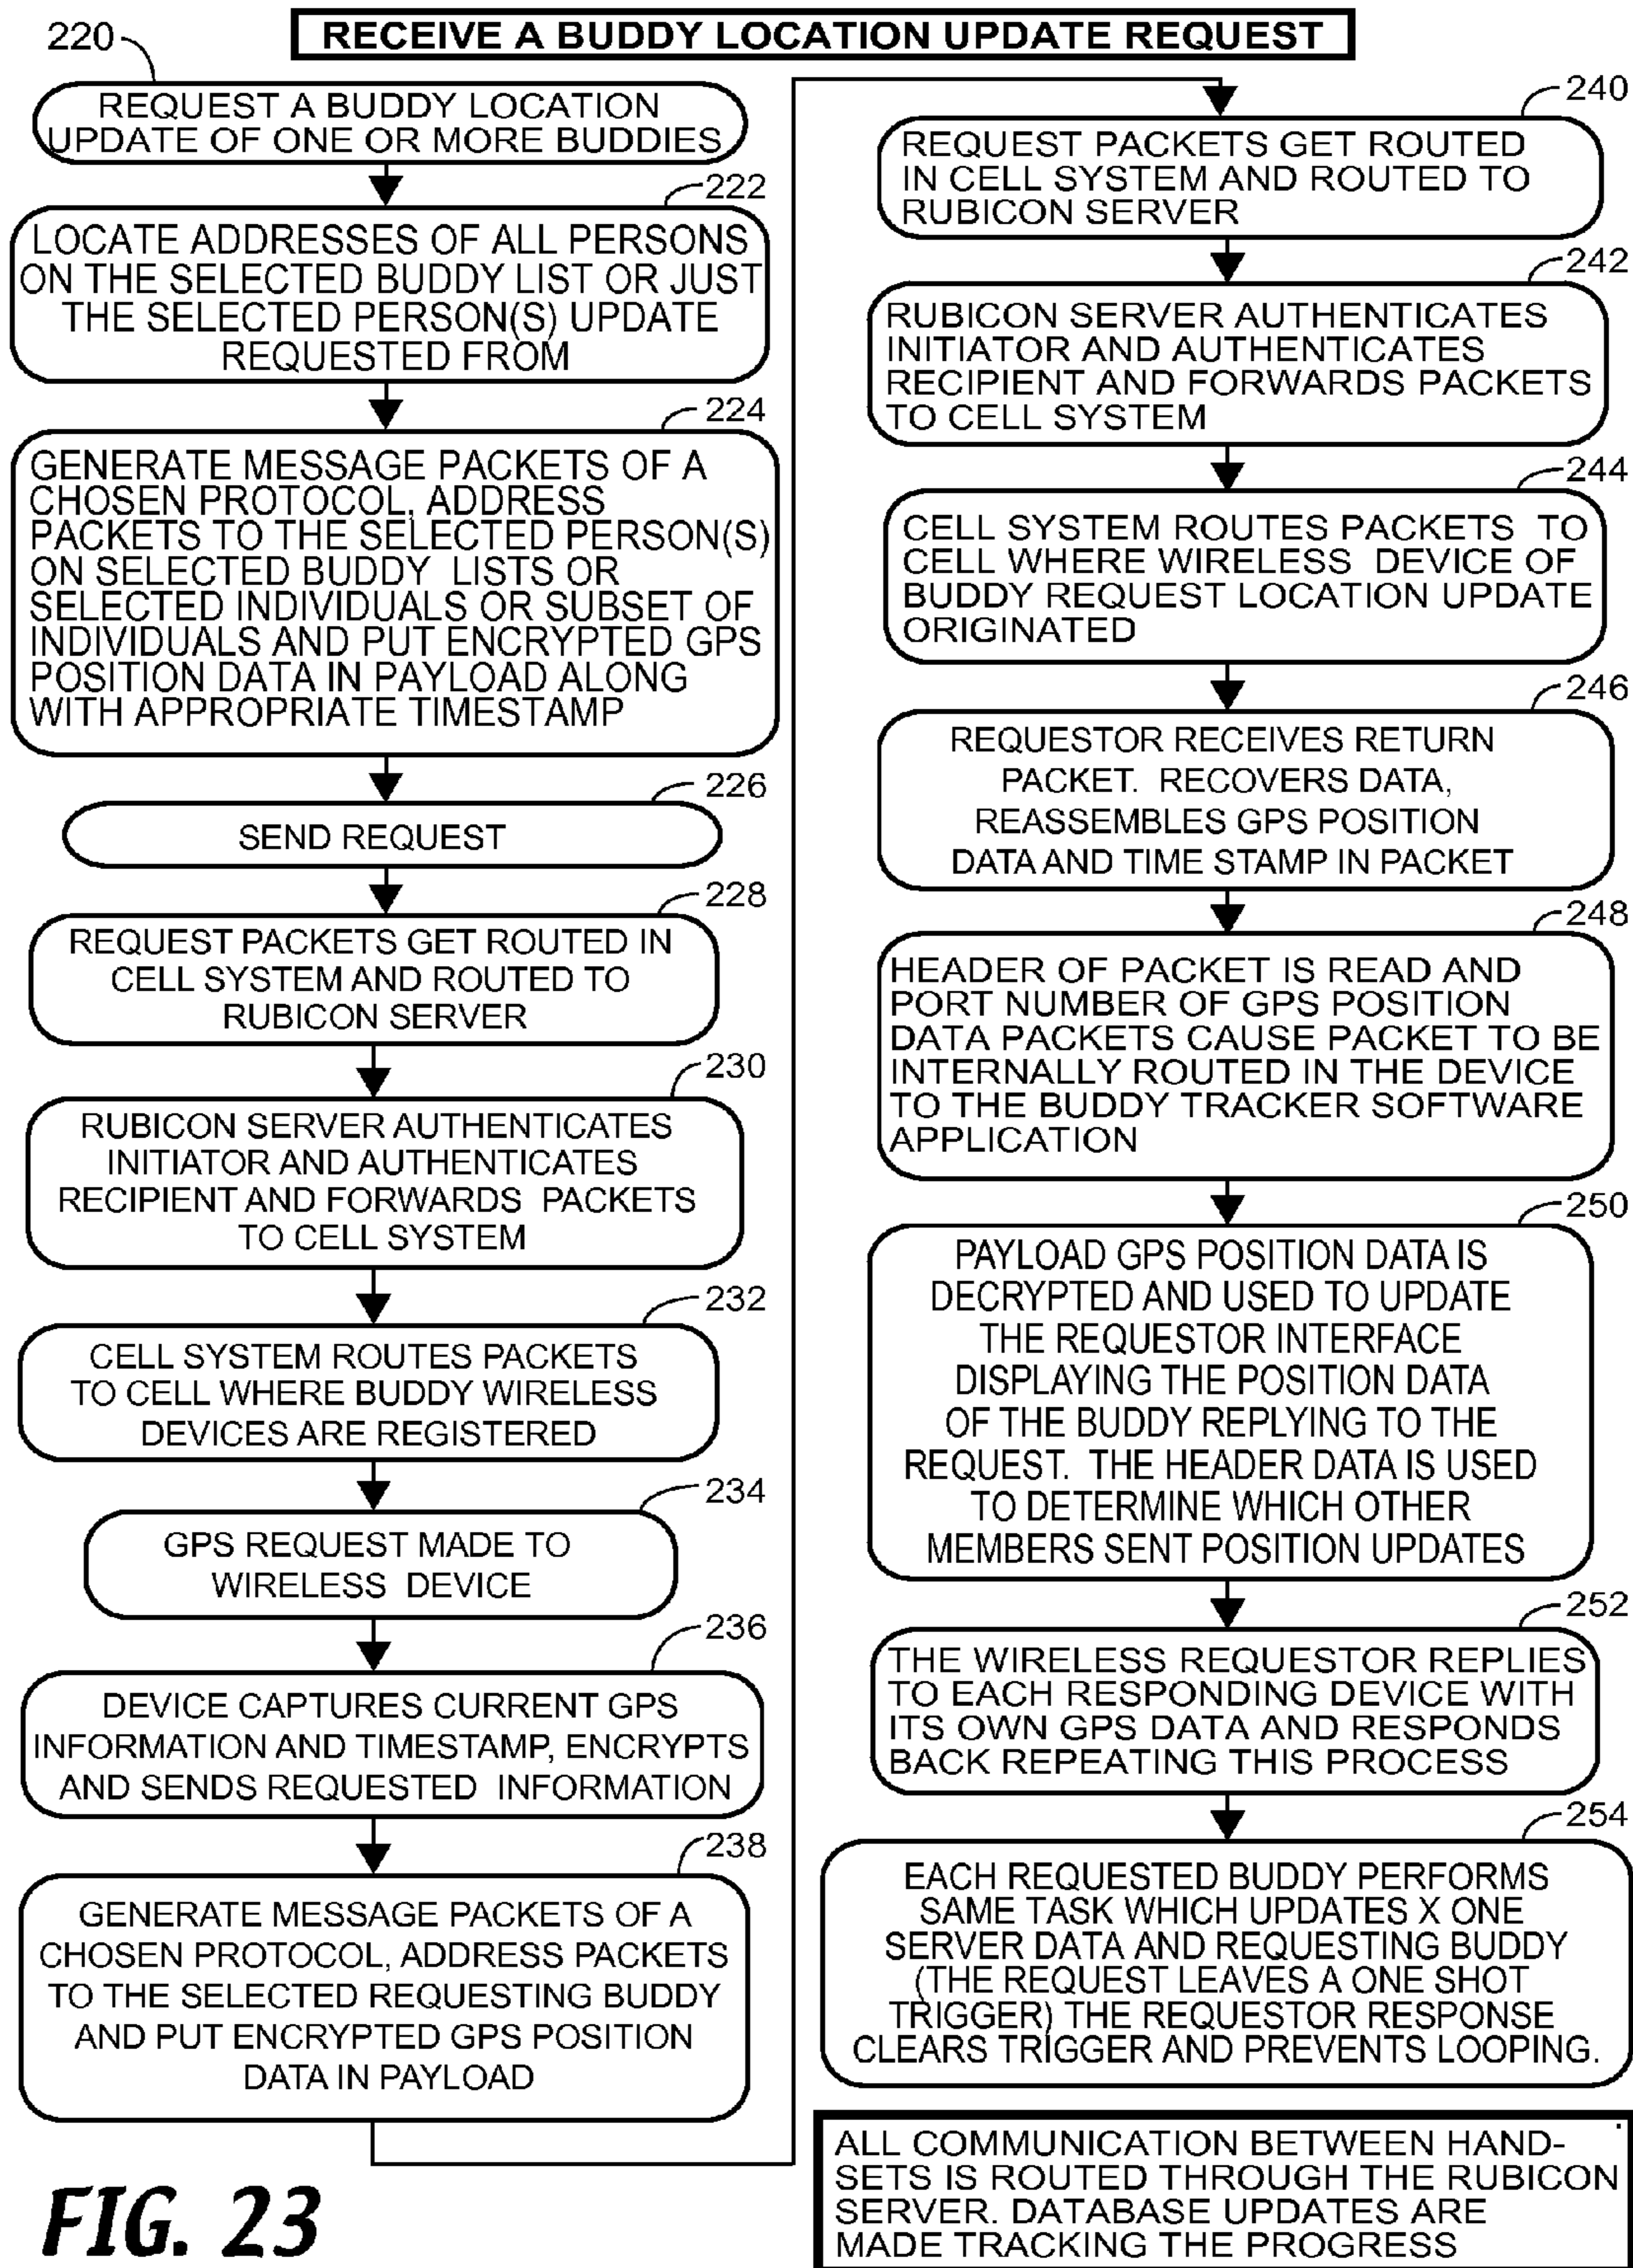 RECEIVE A BUDDY LOCATION UPDATE REQUEST
220
REQUEST A BUDDY LOCATION
UPDATE OF ONE OR MORE BUDDIES
222
LOCATE ADDRESSES OF ALL PERSONS
ON THE SELECTED BUDDY LIST OR JUST
THE SELECTED PERSON(S) UPDATE
REQUESTED FROM
224
GENERATE MESSAGE PACKETS OF A
CHOSEN PROTOCOL, ADDRESS
PACKETS TO THE SELECTED PERSON(S)
ON SELECTED BUDDY LISTS OR
SELECTED INDIVIDUALS OR SUBSET OF
INDIVIDUALS AND PUT ENCRYPTED GPS
POSITION DATA IN PAYLOAD ALONG
WITH APPROPRIATE TIMESTAMP
226
SEND REQUEST
228
REQUEST PACKETS GET ROUTED IN
CELL SYSTEM AND ROUTED TO
RUBICON SERVER
230
RUBICON SERVER AUTHENTICATES
INITIATOR AND AUTHENTICATES
RECIPIENT AND FORWARDS PACKETS
TO CELL SYSTEM
232
CELL SYSTEM ROUTES PACKETS
TO CELL WHERE BUDDY WIRELESS
DEVICES ARE REGISTERED
234
GPS REQUEST MADE TO
WIRELESS DEVICE
236
DEVICE CAPTURES CURRENT GPS
INFORMATION AND TIMESTAMP, ENCRYPTS
AND SENDS REQUESTED INFORMATION
238
GENERATE MESSAGE PACKETS OF A
CHOSEN PROTOCOL, ADDRESS PACKETS
TO THE SELECTED REQUESTING BUDDY
AND PUT ENCRYPTED GPS POSITION
DATA IN PAYLOAD
240
REQUEST PACKETS GET ROUTED
IN CELL SYSTEM AND ROUTED TO
RUBICON SERVER
242
RUBICON SERVER AUTHENTICATES
INITIATOR AND AUTHENTICATES
RECIPIENT AND FORWARDS PACKETS
TO CELL SYSTEM
244
CELL SYSTEM ROUTES PACKETS TO
CELL WHERE WIRELESS DEVICE OF
BUDDY REQUEST LOCATION UPDATE
ORIGINATED
246
REQUESTOR RECEIVES RETURN
PACKET. RECOVERS DATA,
REASSEMBLES GPS POSITION
DATA AND TIME STAMP IN PACKET
248
HEADER OF PACKET IS READ AND
PORT NUMBER OF GPS POSITION
DATA PACKETS CAUSE PACKET TO BE
INTERNALLY ROUTED IN THE DEVICE
TO THE BUDDY TRACKER SOFTWARE
APPLICATION
250
PAYLOAD GPS POSITION DATA IS
DECRYPTED AND USED TO UPDATE
THE REQUESTOR INTERFACE
DISPLAYING THE POSITION DATA
OF THE BUDDY REPLYING TO THE
REQUEST. THE HEADER DATA IS USED
TO DETERMINE WHICH OTHER
MEMBERS SENT POSITION UPDATES
252
THE WIRELESS REQUESTOR REPLIES
TO EACH RESPONDING DEVICE WITH
ITS OWN GPS DATA AND RESPONDS
BACK REPEATING THIS PROCESS
254
EACH REQUESTED BUDDY PERFORMS
SAME TASK WHICH UPDATES X ONE
SERVER DATA AND REQUESTING BUDDY
(THE REQUEST LEAVES A ONE SHOT
TRIGGER) THE REQUESTOR RESPONSE
CLEARS TRIGGER AND PREVENTS LOOPING.
ALL COMMUNICATION BETWEEN HAND-
SETS IS ROUTED THROUGH THE RUBICON
SERVER. DATABASE UPDATES ARE
MADE TRACKING THE PROGRESS
FIG. 23